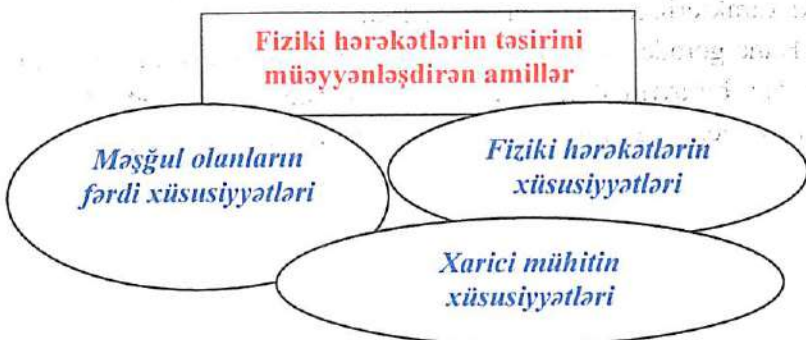 Fiziki hərəkətlərin təsirini
müəyyənləşdirən amillər
Məşğul olanların
fərdi xüsusiyyətləri
Fiziki hərəkətlərin
xüsusiyyətləri
Xarici mühitin
xüsusiyyətləri